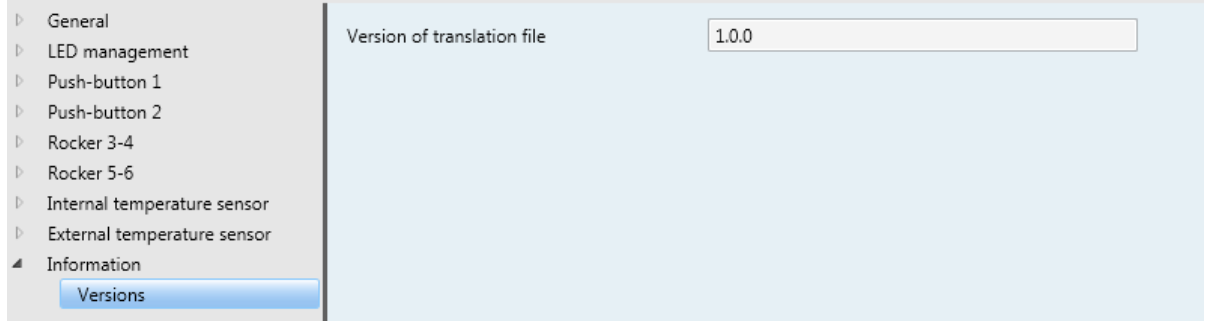 General
LED management
Push-button 1
Push-button 2
Rocker 3-4
Rocker 5-6
Internal temperature sensor
External temperature sensor
Information
Versions
Version of translation file 1.0.0